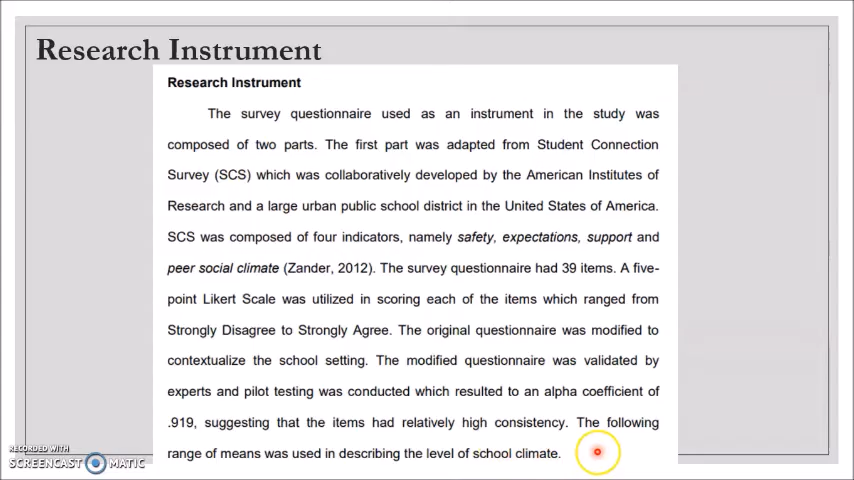 Research Instrument
Research Instrument
The survey questionnaire used as an instrument in the study was
composed of two parts. The first part was adapted from Student Connection
Survey (SCS) which was collaboratively developed by the American Institutes of
Research and a large urban public school district in the United States of America.
SCS was composed of four indicators, namely safety, expectations, support and
peer social climate (Zander, 2012). The survey questionnaire had 39 items. A five-
point Likert Scale was utilized in scoring each of the items which ranged from
Strongly Disagree to Strongly Agree. The original questionnaire was modified to
contextualize the school setting. The modified questionnaire was validated by
experts and pilot testing was conducted which resulted to an alpha coefficient of
.919, suggesting that the items had relatively high consistency. The following
range of means was used in describing the level of school climate.
RECORDED WITH
SCREENCAST MATIC